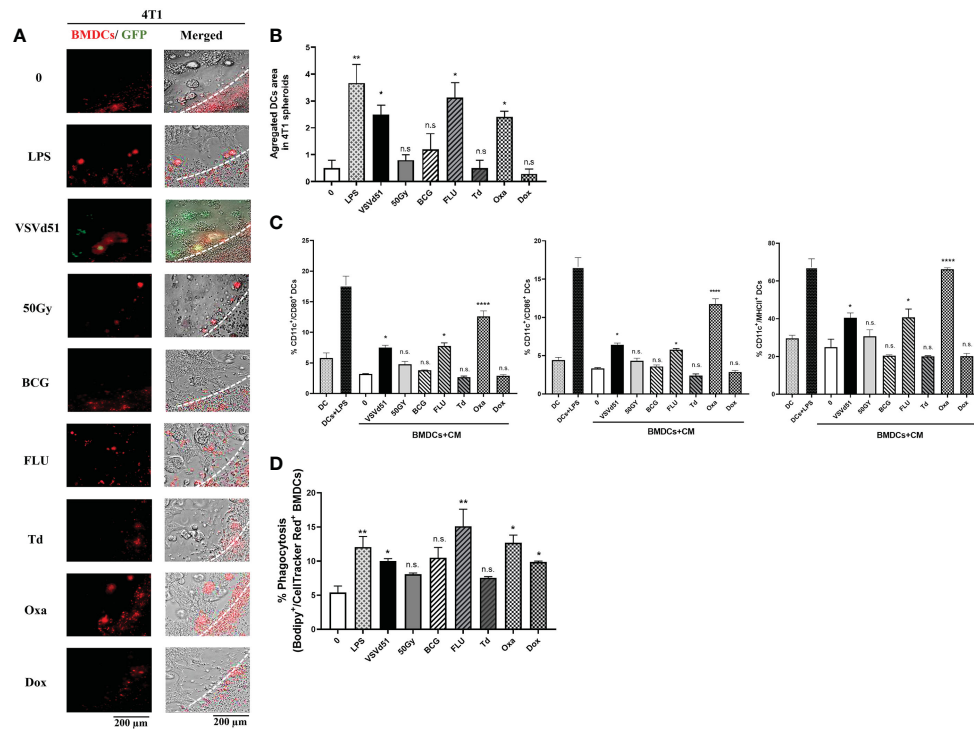 A
4T1
BMDCs/ GFP Merged
0
LPS
VSVd51
50Gy
BCG
FLU
Td
Oxa
Dox
200 µm 200 µm
B
Agregated DCs area
in 4T1 spheroids
5
4
3
2
1
0
** * n.s n.s * n.s * n.s
0 LPS VSVd51 50Gy BCG FLU Td Oxa Dox
C
% CD11c+/CD80+ DCs
25
20
15
10
5
0
* n.s. n.s. * n.s. **** n.s.
DC DCs+LPS 0 VSVd51 50GY BCG FLU Td Oxa Dox
BMDCs+CM
% CD11c+/CD86+ DCs
20
15
10
5
0
* n.s. n.s. * n.s. **** n.s.
DC DCs+LPS 0 VSVd51 50GY BCG FLU Td Oxa Dox
BMDCs+CM
% CD11c+/MHCII+ DCs
80
60
40
20
0
* n.s. n.s. * n.s. **** n.s.
DC DCs+LPS 0 VSVd51 50GY BCG FLU Td Oxa Dox
BMDCs+CM
D
% Phagocytosis
(Bodipy+/CellTracker Red+ BMDCs)
20
15
10
5
0
** * n.s. n.s. ** n.s. * *
0 LPS VSVd51 50Gy BCG FLU Td Oxa Dox